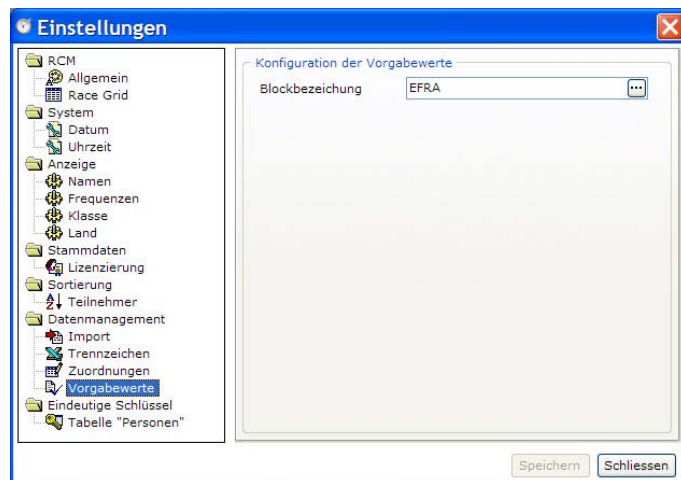 Einstellungen
RCM
Allgemein
Race Grid
System
Datum
Uhrzeit
Anzeige
Namen
Frequenzen
Klasse
Land
Stammdaten
Lizenzierung
Sortierung
Teilnehmer
Datenmanagement
Import
Trennzeichen
Zuordnungen
Vorgabewerte
Eindeutige Schlüssel
Tabelle "Personen"
Konfiguration der Vorgabewerte
Blockbezeichung EFRA ...
Speichern Schliessen